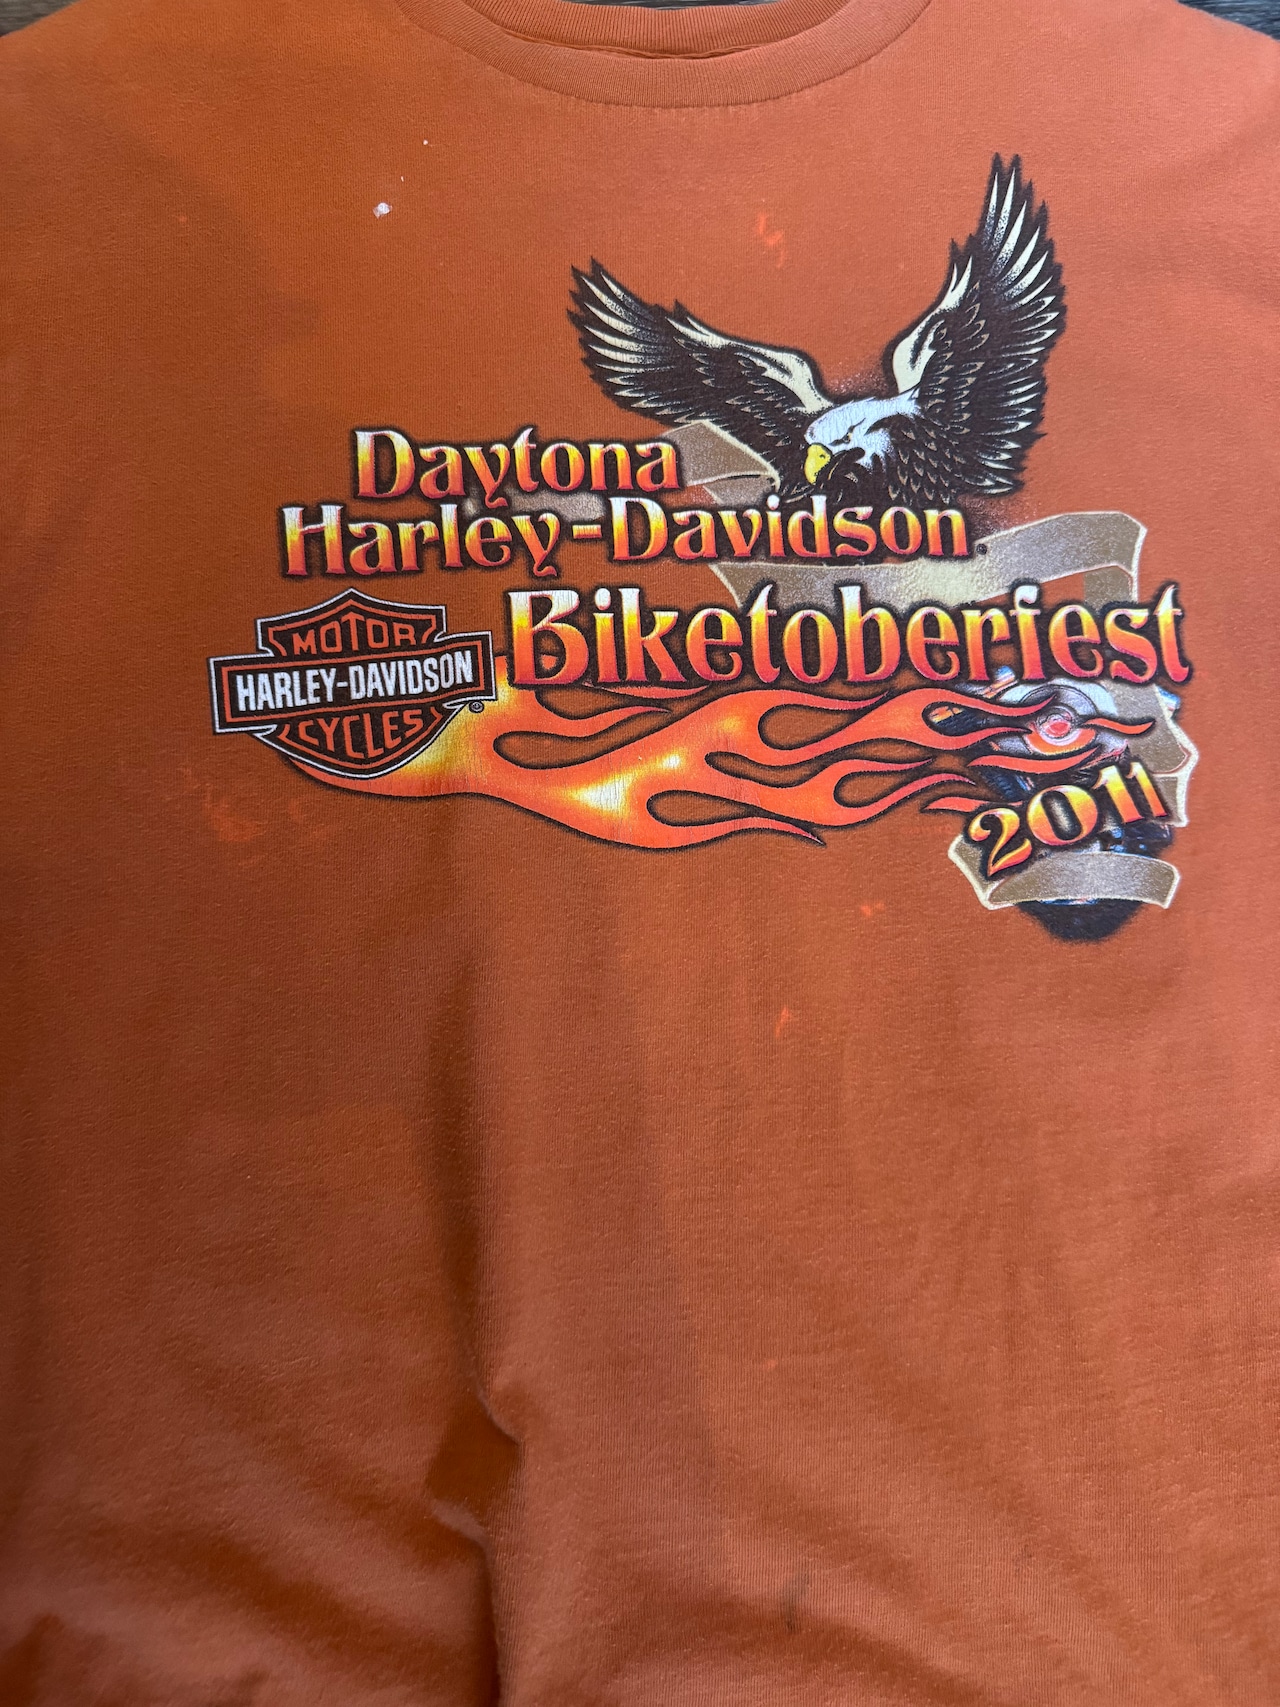 Daytona
Harley-Davidson
Biketoberfest
MOTOR
HARLEY-DAVIDSON
CYCLES
®
2011